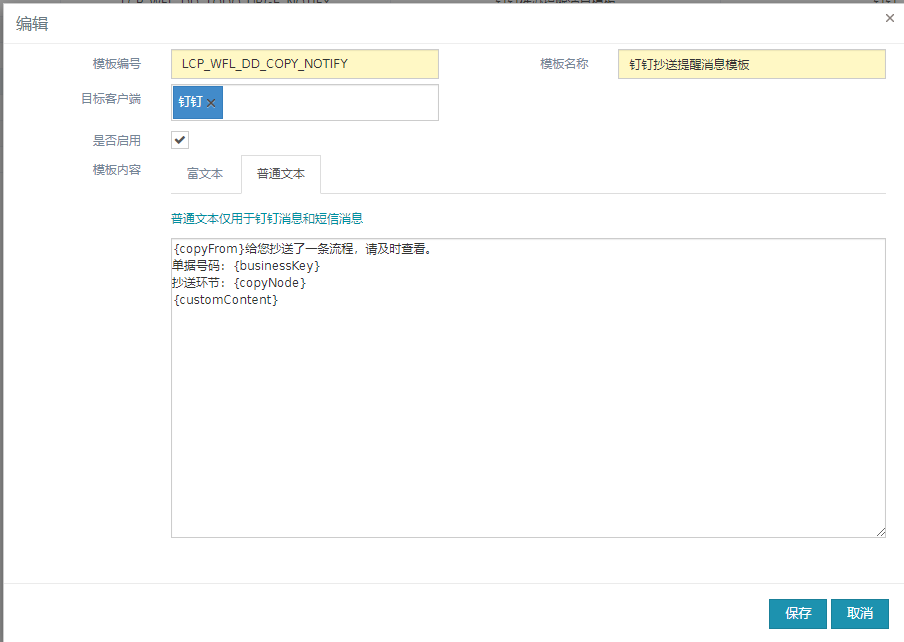 编辑
×
模板编号 LCP_WFL_DD_COPY_NOTIFY 模板名称 钉钉抄送提醒消息模板
目标客户端 钉钉 ×
是否启用
模板内容 富文本 普通文本
普通文本仅用于钉钉消息和短信消息
{copyFrom}给您抄送了一条流程，请及时查看。
单据号码：{businessKey}
抄送环节：{copyNode}
{customContent}
保存 取消